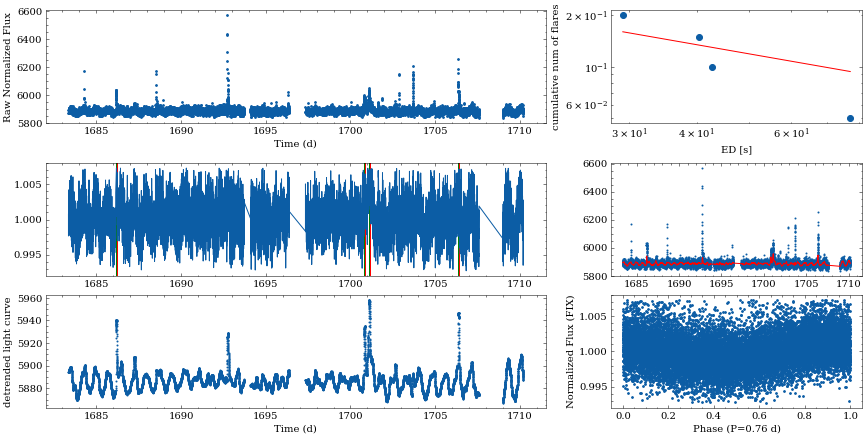 Raw Normalized Flux
6600
6400
6200
6000
5800
1685 1690 1695 1700 1705 1710
Time (d)
cumulative num of flares
2 × 10⁻¹
10⁻¹
6 × 10⁻²
3 × 10¹ 4 × 10¹ 6 × 10¹
ED [s]
1.005
1.000
0.995
1685 1690 1695 1700 1705 1710
6600
6400
6200
6000
5800
1685 1690 1695 1700 1705 1710
detrended light curve
5960
5940
5920
5900
5880
1685 1690 1695 1700 1705 1710
Time (d)
Normalized Flux (FIX)
1.005
1.000
0.995
0.0 0.2 0.4 0.6 0.8 1.0
Phase (P=0.76 d)